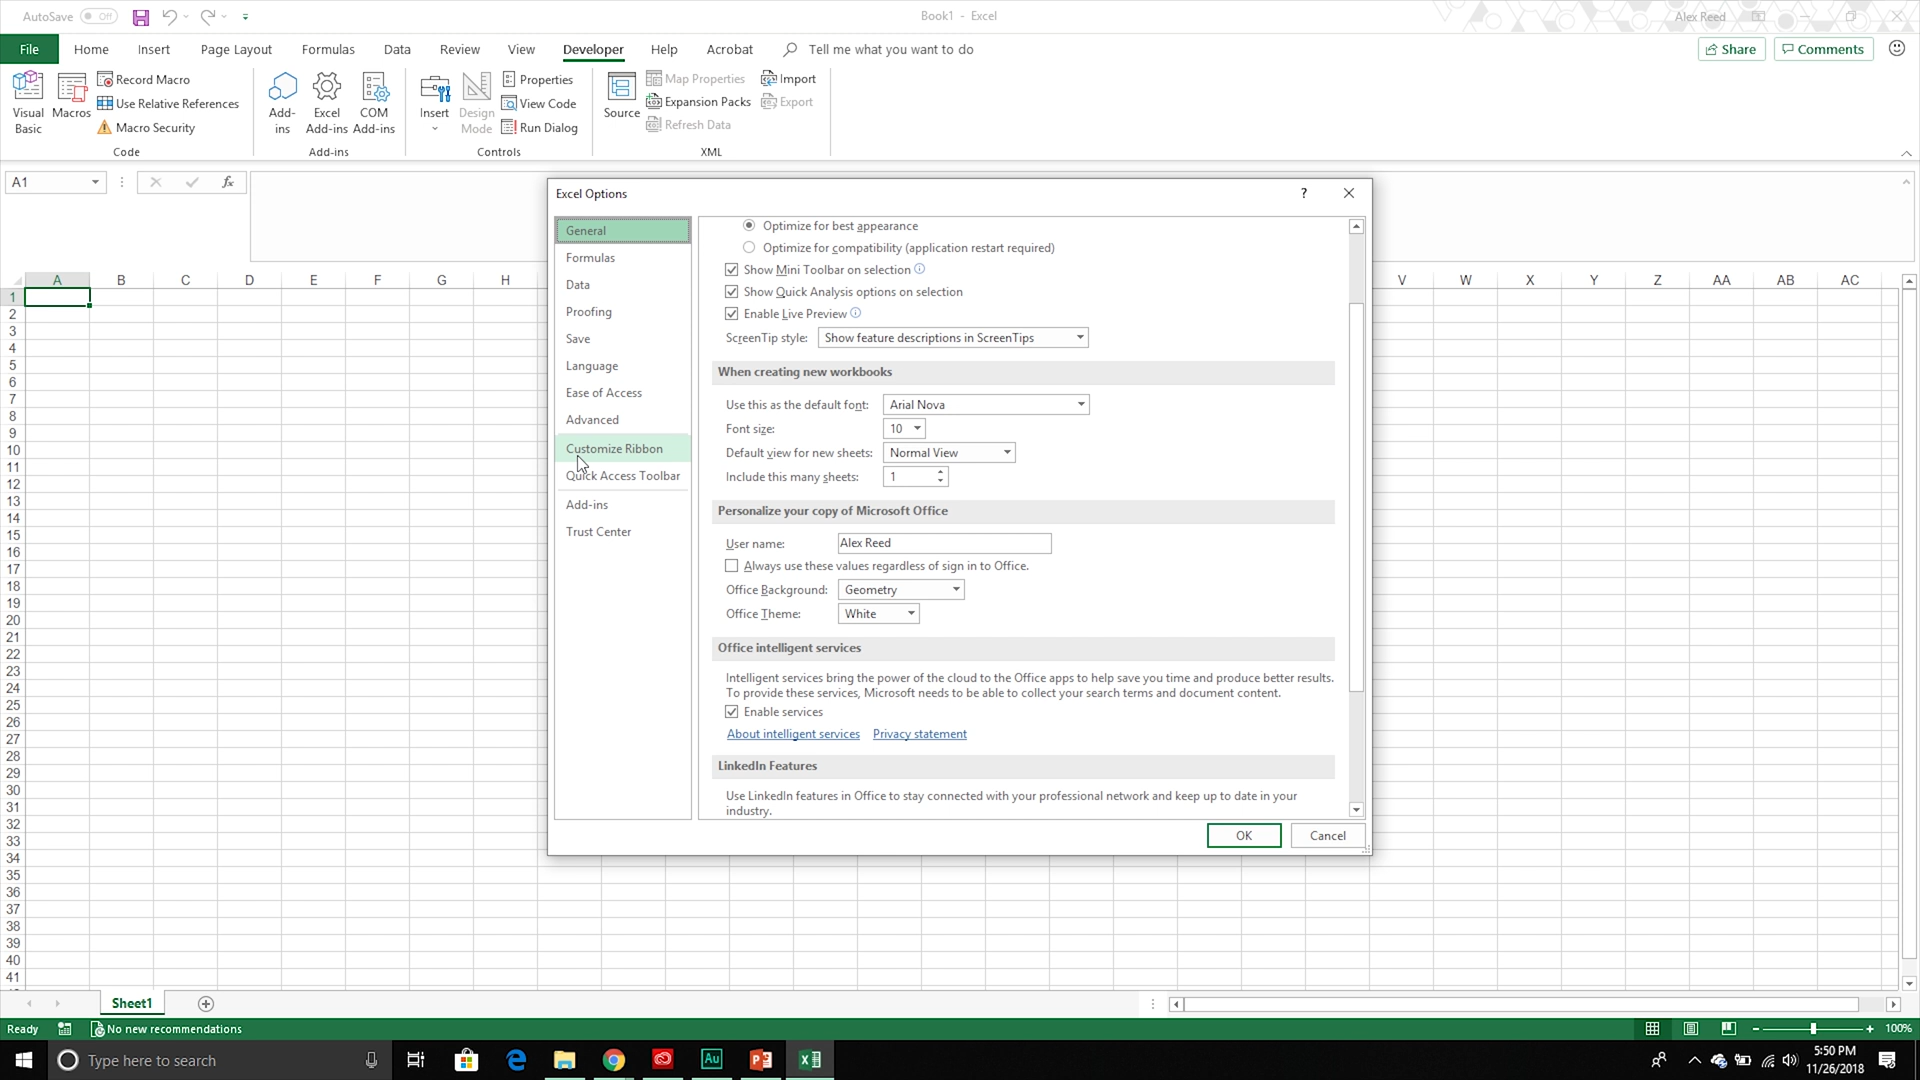 AutoSave Off
Book1 - Excel
Alex Reed
File Home Insert Page Layout Formulas Data Review View Developer Help Acrobat Tell me what you want to do Share Comments
Visual Basic
Macros
Record Macro
Use Relative References
Macro Security
Code
Add-ins
Excel Add-ins
COM Add-ins
Add-ins
Insert
Design Mode
Properties
View Code
Run Dialog
Controls
Source
Map Properties
Expansion Packs
Refresh Data
Import
Export
XML
A1
fx
A B C D E F G H V W X Y Z AA AB AC
1
2
3
4
5
6
7
8
9
10
11
12
13
14
15
16
17
18
19
20
21
22
23
24
25
26
27
28
29
30
31
32
33
34
35
36
37
38
39
40
41
Excel Options ?
General
Formulas
Data
Proofing
Save
Language
Ease of Access
Advanced
Customize Ribbon
Quick Access Toolbar
Add-ins
Trust Center
Optimize for best appearance
Optimize for compatibility (application restart required)
Show Mini Toolbar on selection
Show Quick Analysis options on selection
Enable Live Preview
ScreenTip style: Show feature descriptions in ScreenTips
When creating new workbooks
Use this as the default font: Arial Nova
Font size: 10
Default view for new sheets: Normal View
Include this many sheets: 1
Personalize your copy of Microsoft Office
User name: Alex Reed
Always use these values regardless of sign in to Office.
Office Background: Geometry
Office Theme: White
Office intelligent services
Intelligent services bring the power of the cloud to the Office apps to help save you time and produce better results.
To provide these services, Microsoft needs to be able to collect your search terms and document content.
Enable services
About intelligent services Privacy statement
LinkedIn Features
Use LinkedIn features in Office to stay connected with your professional network and keep up to date in your
industry.
OK Cancel
Sheet1
Ready No new recommendations 100%
Type here to search
Au
5:50 PM
11/26/2018